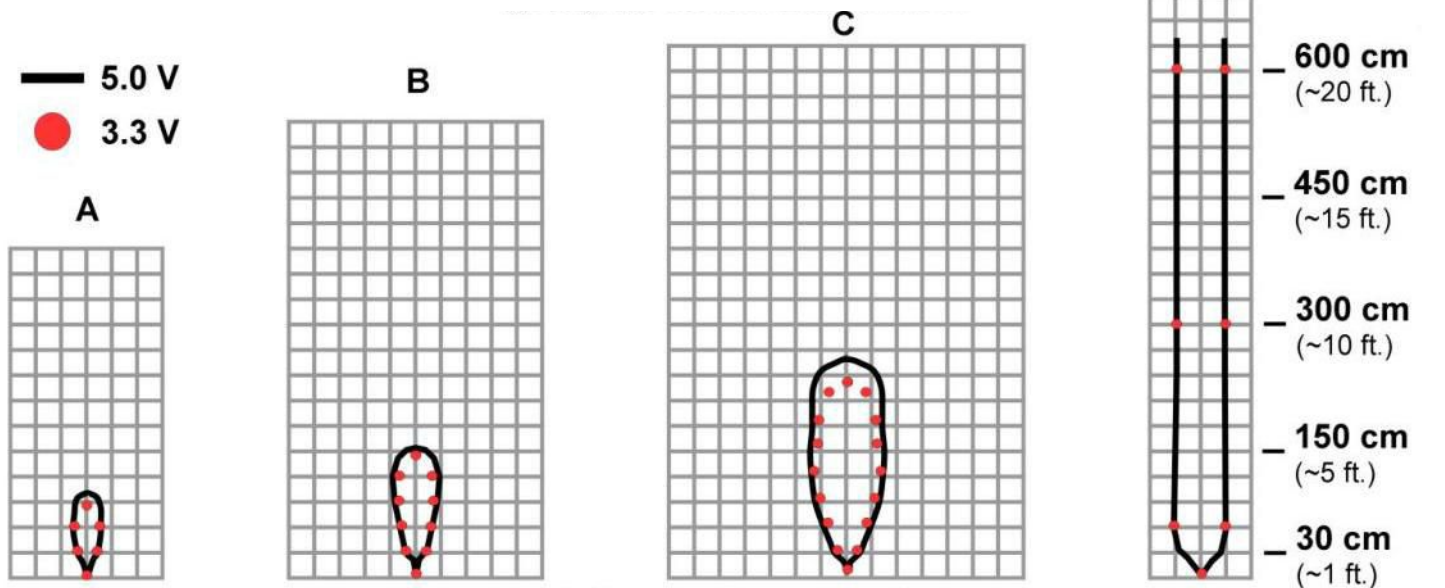 5.0 V
3.3 V
A
B
C
600 cm
(~20 ft.)
450 cm
(~15 ft.)
300 cm
(~10 ft.)
150 cm
(~5 ft.)
30 cm
(~1 ft.)